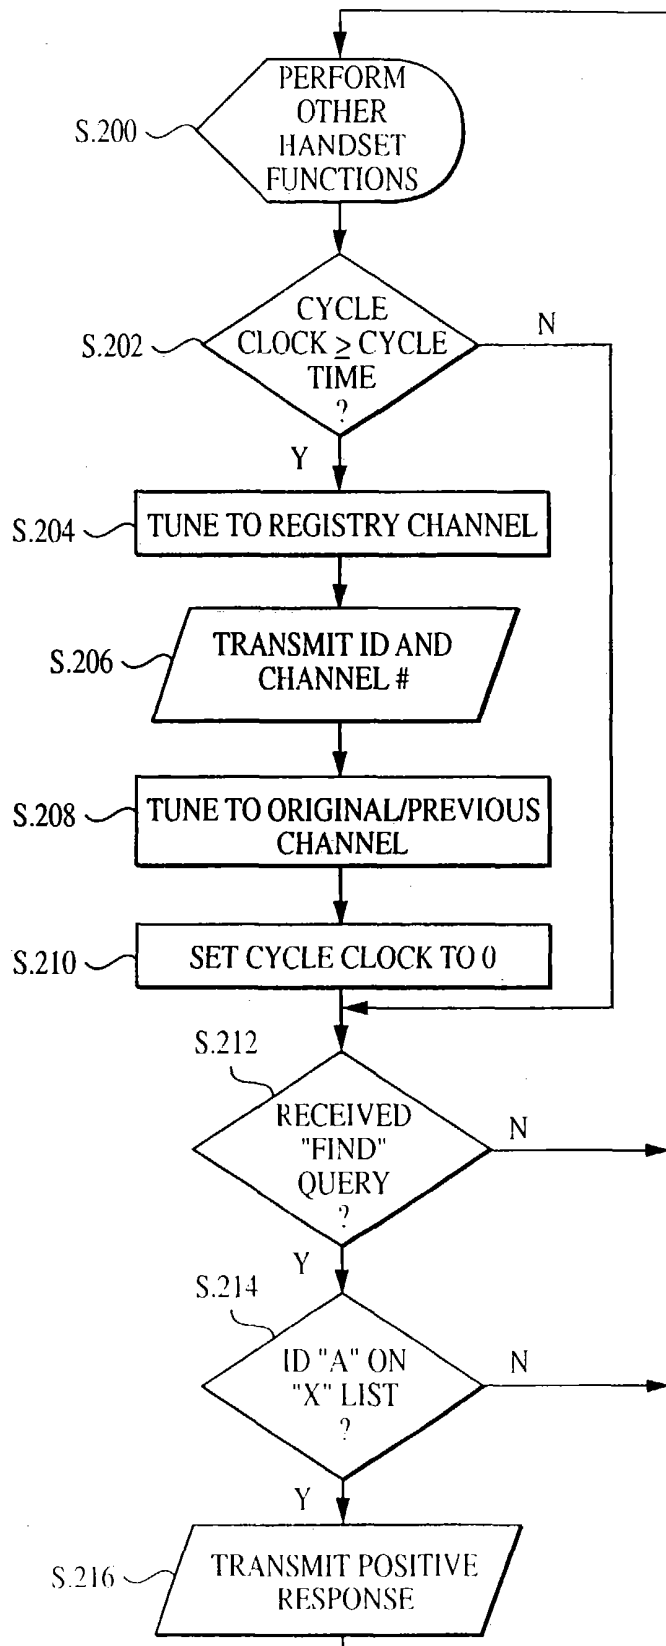 PERFORM
OTHER
HANDSET
FUNCTIONS
S.200
CYCLE
CLOCK ≥ CYCLE
TIME
?
S.202
N
Y
TUNE TO REGISTRY CHANNEL
S.204
TRANSMIT ID AND
CHANNEL #
S.206
TUNE TO ORIGINAL/PREVIOUS
CHANNEL
S.208
SET CYCLE CLOCK TO 0
S.210
S.212
RECEIVED
"FIND"
QUERY
?
N
Y
S.214
ID "A" ON
"X" LIST
?
N
Y
TRANSMIT POSITIVE
RESPONSE
S.216